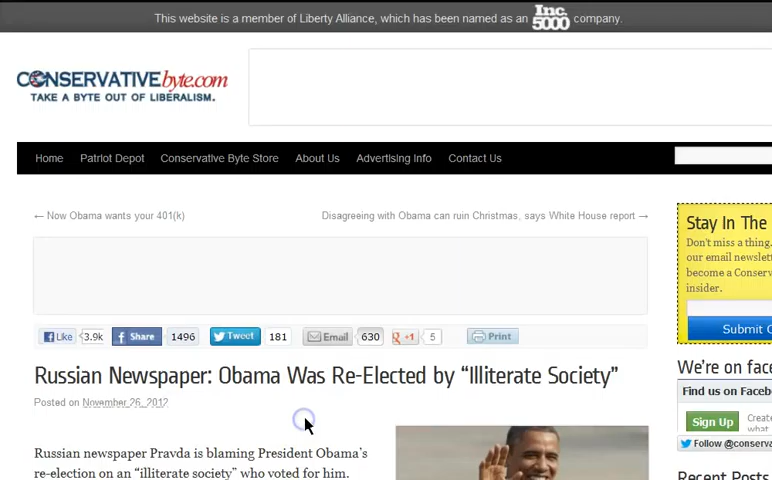 This website is a member of Liberty Alliance, which has been named as an Inc. 5000 company.
CONSERVATIVEbyte.com
TAKE A BYTE OUT OF LIBERALISM.
Home Patriot Depot Conservative Byte Store About Us Advertising Info Contact Us
← Now Obama wants your 401(k) Disagreeing with Obama can ruin Christmas, says White House report →
Stay In The
Don't miss a thing.
our email newslett
become a Conserv
insider.
Submit
Like 3.9k Share 1496 Tweet 181 Email 630 +1 5 Print
Russian Newspaper: Obama Was Re-Elected by “Illiterate Society”
Posted on November 26, 2012
Russian newspaper Pravda is blaming President Obama’s
re-election on an “illiterate society” who voted for him.
We’re on face
Find us on Faceb
Sign Up Create
what
Follow @conserva
Recent Posts